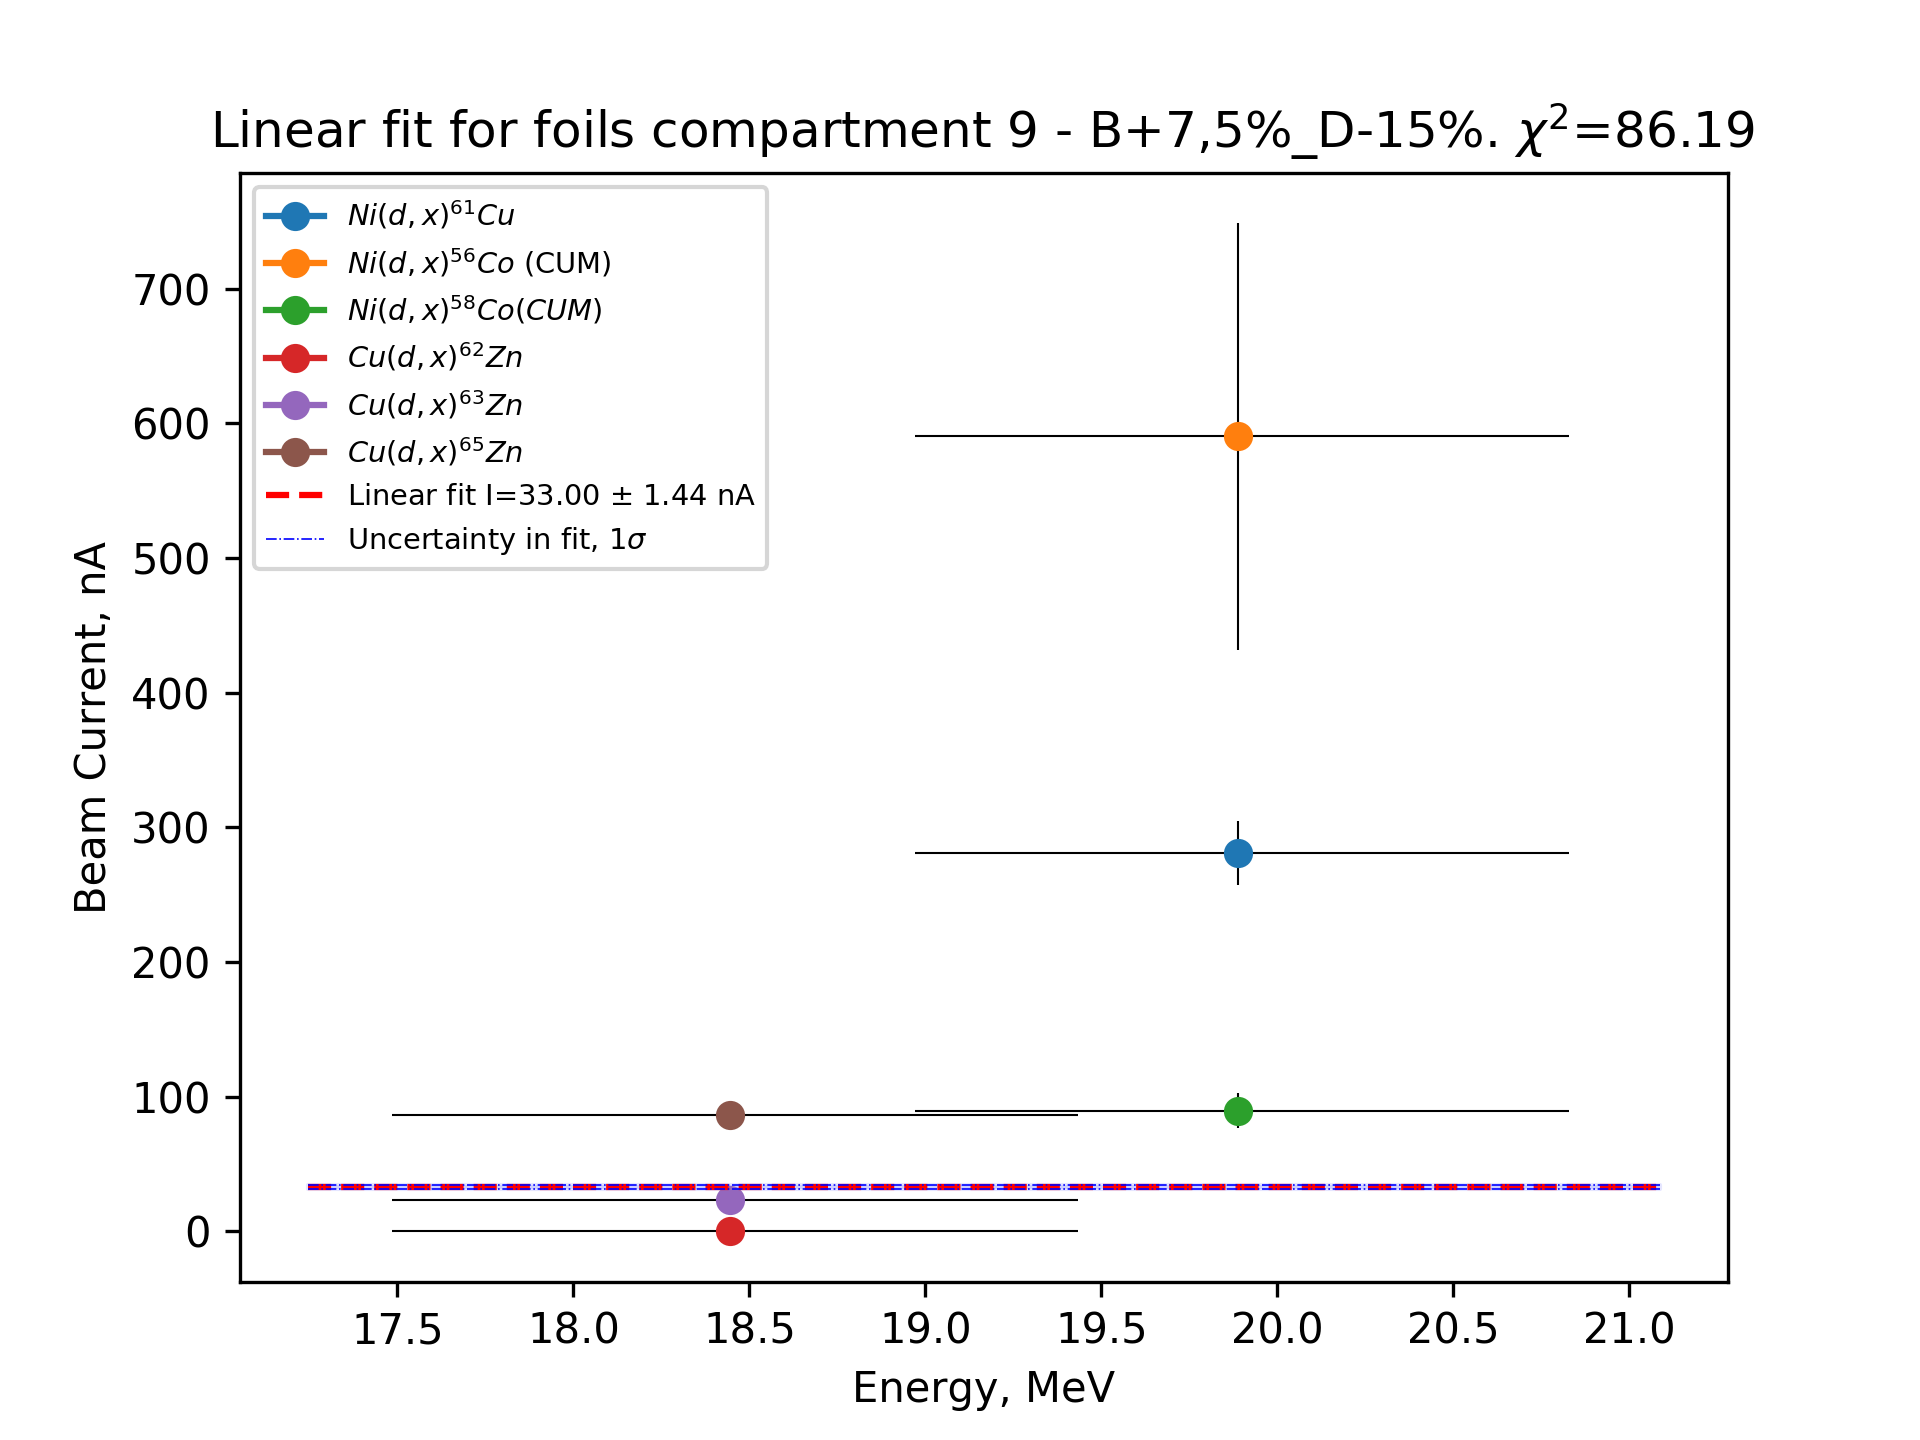 Linear fit for foils compartment 9 - B+7,5%_D-15%. χ²=86.19
Ni(d, x)⁶¹Cu
Ni(d, x)⁵⁶Co (CUM)
Ni(d, x)⁵⁸Co(CUM)
Cu(d, x)⁶²Zn
Cu(d, x)⁶³Zn
Cu(d, x)⁶⁵Zn
Linear fit I=33.00 ± 1.44 nA
Uncertainty in fit, 1σ
Beam Current, nA
700
600
500
400
300
200
100
0
17.5 18.0 18.5 19.0 19.5 20.0 20.5 21.0
Energy, MeV